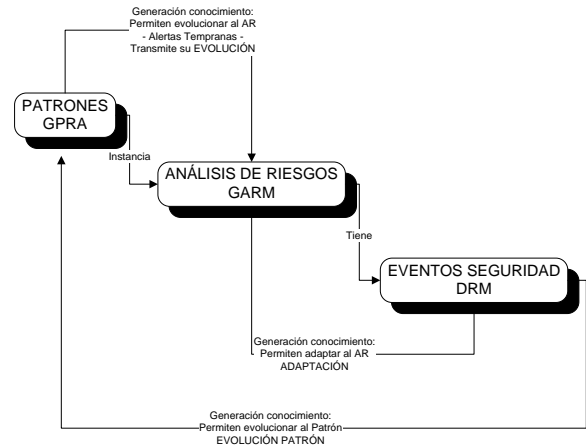 Generación conocimiento:
Permiten evolucionar al AR
- Alertas Tempranas -
Transmite su EVOLUCIÓN
PATRONES
GPRA
Instancia
ANÁLISIS DE RIESGOS
GARM
Tiene
EVENTOS SEGURIDAD
DRM
Generación conocimiento:
Permiten adaptar al AR
ADAPTACIÓN
Generación conocimiento:
Permiten evolucionar al Patrón
EVOLUCIÓN PATRÓN